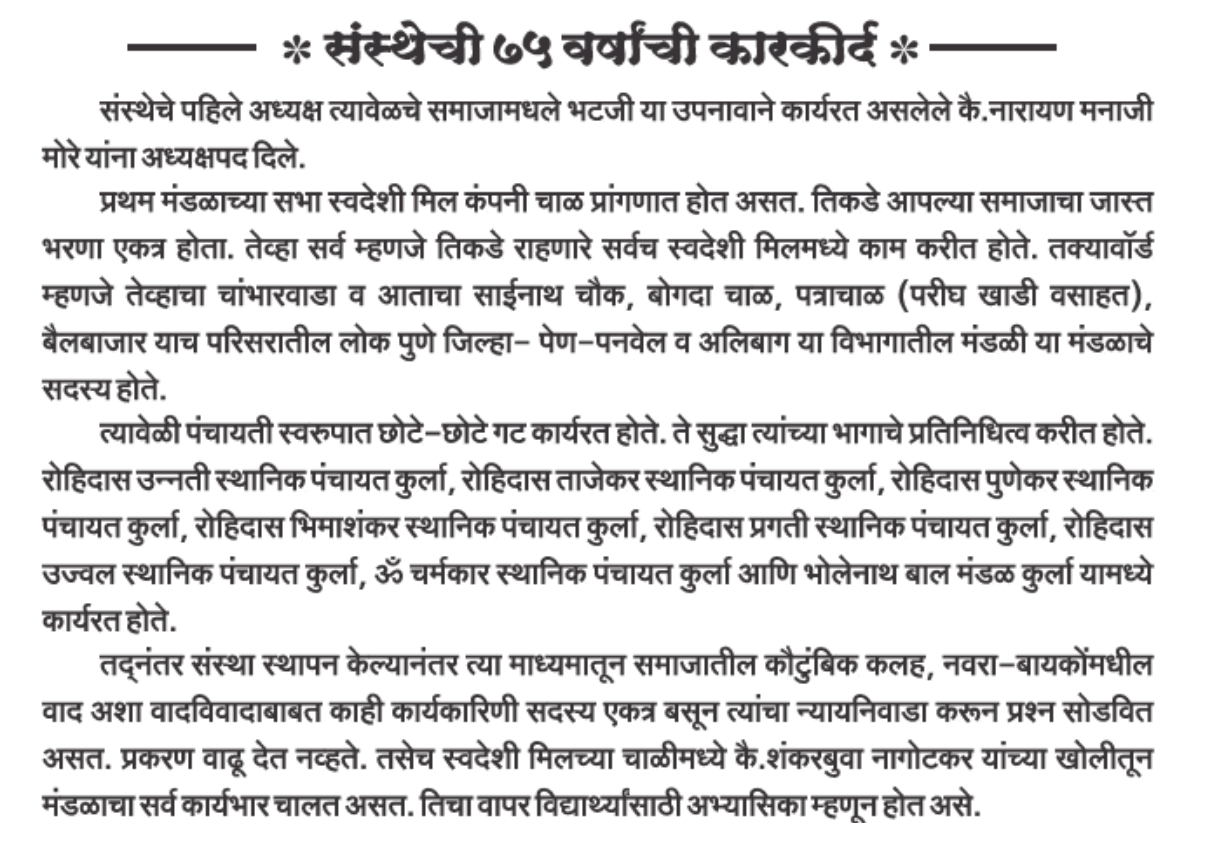 * संस्थेची ७५ वर्षांची कारकीर्द *
संस्थेचे पहिले अध्यक्ष त्यावेळचे समाजामधले भटजी या उपनावाने कार्यरत असलेले कै.नारायण मनाजी
मोरे यांना अध्यक्षपद दिले.
प्रथम मंडळाच्या सभा स्वदेशी मिल कंपनी चाळ प्रांगणात होत असत. तिकडे आपल्या समाजाचा जास्त
भरणा एकत्र होता. तेव्हा सर्व म्हणजे तिकडे राहणारे सर्वच स्वदेशी मिलमध्ये काम करीत होते. तक्यावॉर्ड
म्हणजे तेव्हाचा चांभारवाडा व आताचा साईनाथ चौक, बोगदा चाळ, पत्राचाळ (परीघ खाडी वसाहत),
बैलबाजार याच परिसरातील लोक पुणे जिल्हा- पेण-पनवेल व अलिबाग या विभागातील मंडळी या मंडळाचे
सदस्य होते.
त्यावेळी पंचायती स्वरुपात छोटे-छोटे गट कार्यरत होते. ते सुद्धा त्यांच्या भागाचे प्रतिनिधित्व करीत होते.
रोहिदास उन्नती स्थानिक पंचायत कुर्ला, रोहिदास ताजेकर स्थानिक पंचायत कुर्ला, रोहिदास पुणेकर स्थानिक
पंचायत कुर्ला, रोहिदास भिमाशंकर स्थानिक पंचायत कुर्ला, रोहिदास प्रगती स्थानिक पंचायत कुर्ला, रोहिदास
उज्वल स्थानिक पंचायत कुर्ला, ॐ चर्मकार स्थानिक पंचायत कुर्ला आणि भोलेनाथ बाल मंडळ कुर्ला यामध्ये
कार्यरत होते.
तद्नंतर संस्था स्थापन केल्यानंतर त्या माध्यमातून समाजातील कौटुंबिक कलह, नवरा-बायकोंमधील
वाद अशा वादविवादाबाबत काही कार्यकारिणी सदस्य एकत्र बसून त्यांचा न्यायनिवाडा करून प्रश्न सोडवित
असत. प्रकरण वाढू देत नव्हते. तसेच स्वदेशी मिलच्या चाळीमध्ये कै.शंकरबुवा नागोटकर यांच्या खोलीतून
मंडळाचा सर्व कार्यभार चालत असत. तिचा वापर विद्यार्थ्यांसाठी अभ्यासिका म्हणून होत असे.